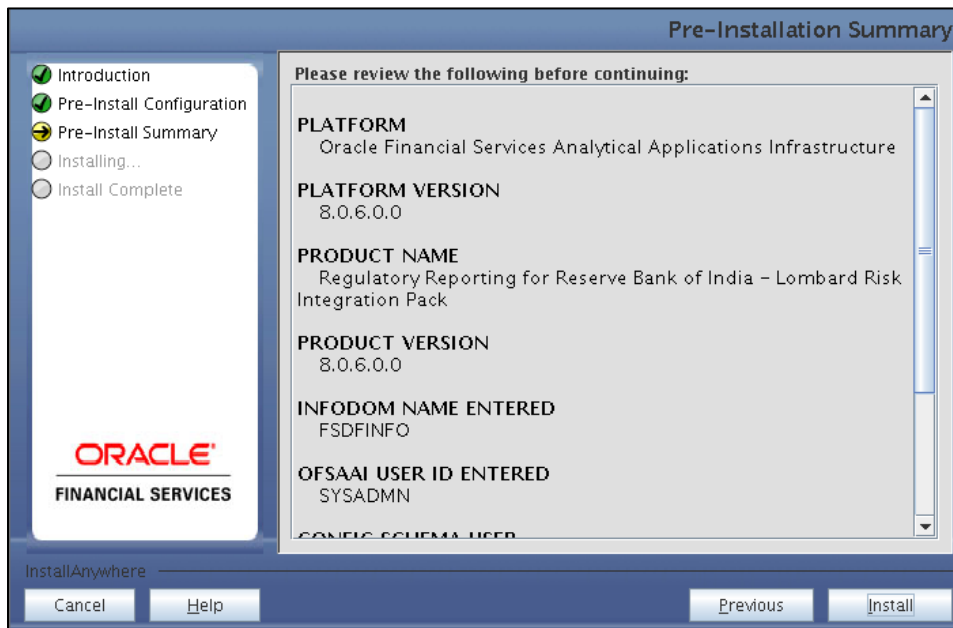 Pre-Installation Summary
Introduction
Pre-Install Configuration
Pre-Install Summary
Installing...
Install Complete
ORACLE®
FINANCIAL SERVICES
Please review the following before continuing:
PLATFORM
Oracle Financial Services Analytical Applications Infrastructure
PLATFORM VERSION
8.0.6.0.0
PRODUCT NAME
Regulatory Reporting for Reserve Bank of India – Lombard Risk
Integration Pack
PRODUCT VERSION
8.0.6.0.0
INFODOM NAME ENTERED
FSDFINFO
OFSAAI USER ID ENTERED
SYSADMN
CONFIG SCHEMA USER
InstallAnywhere
Cancel
Help
Previous
Install